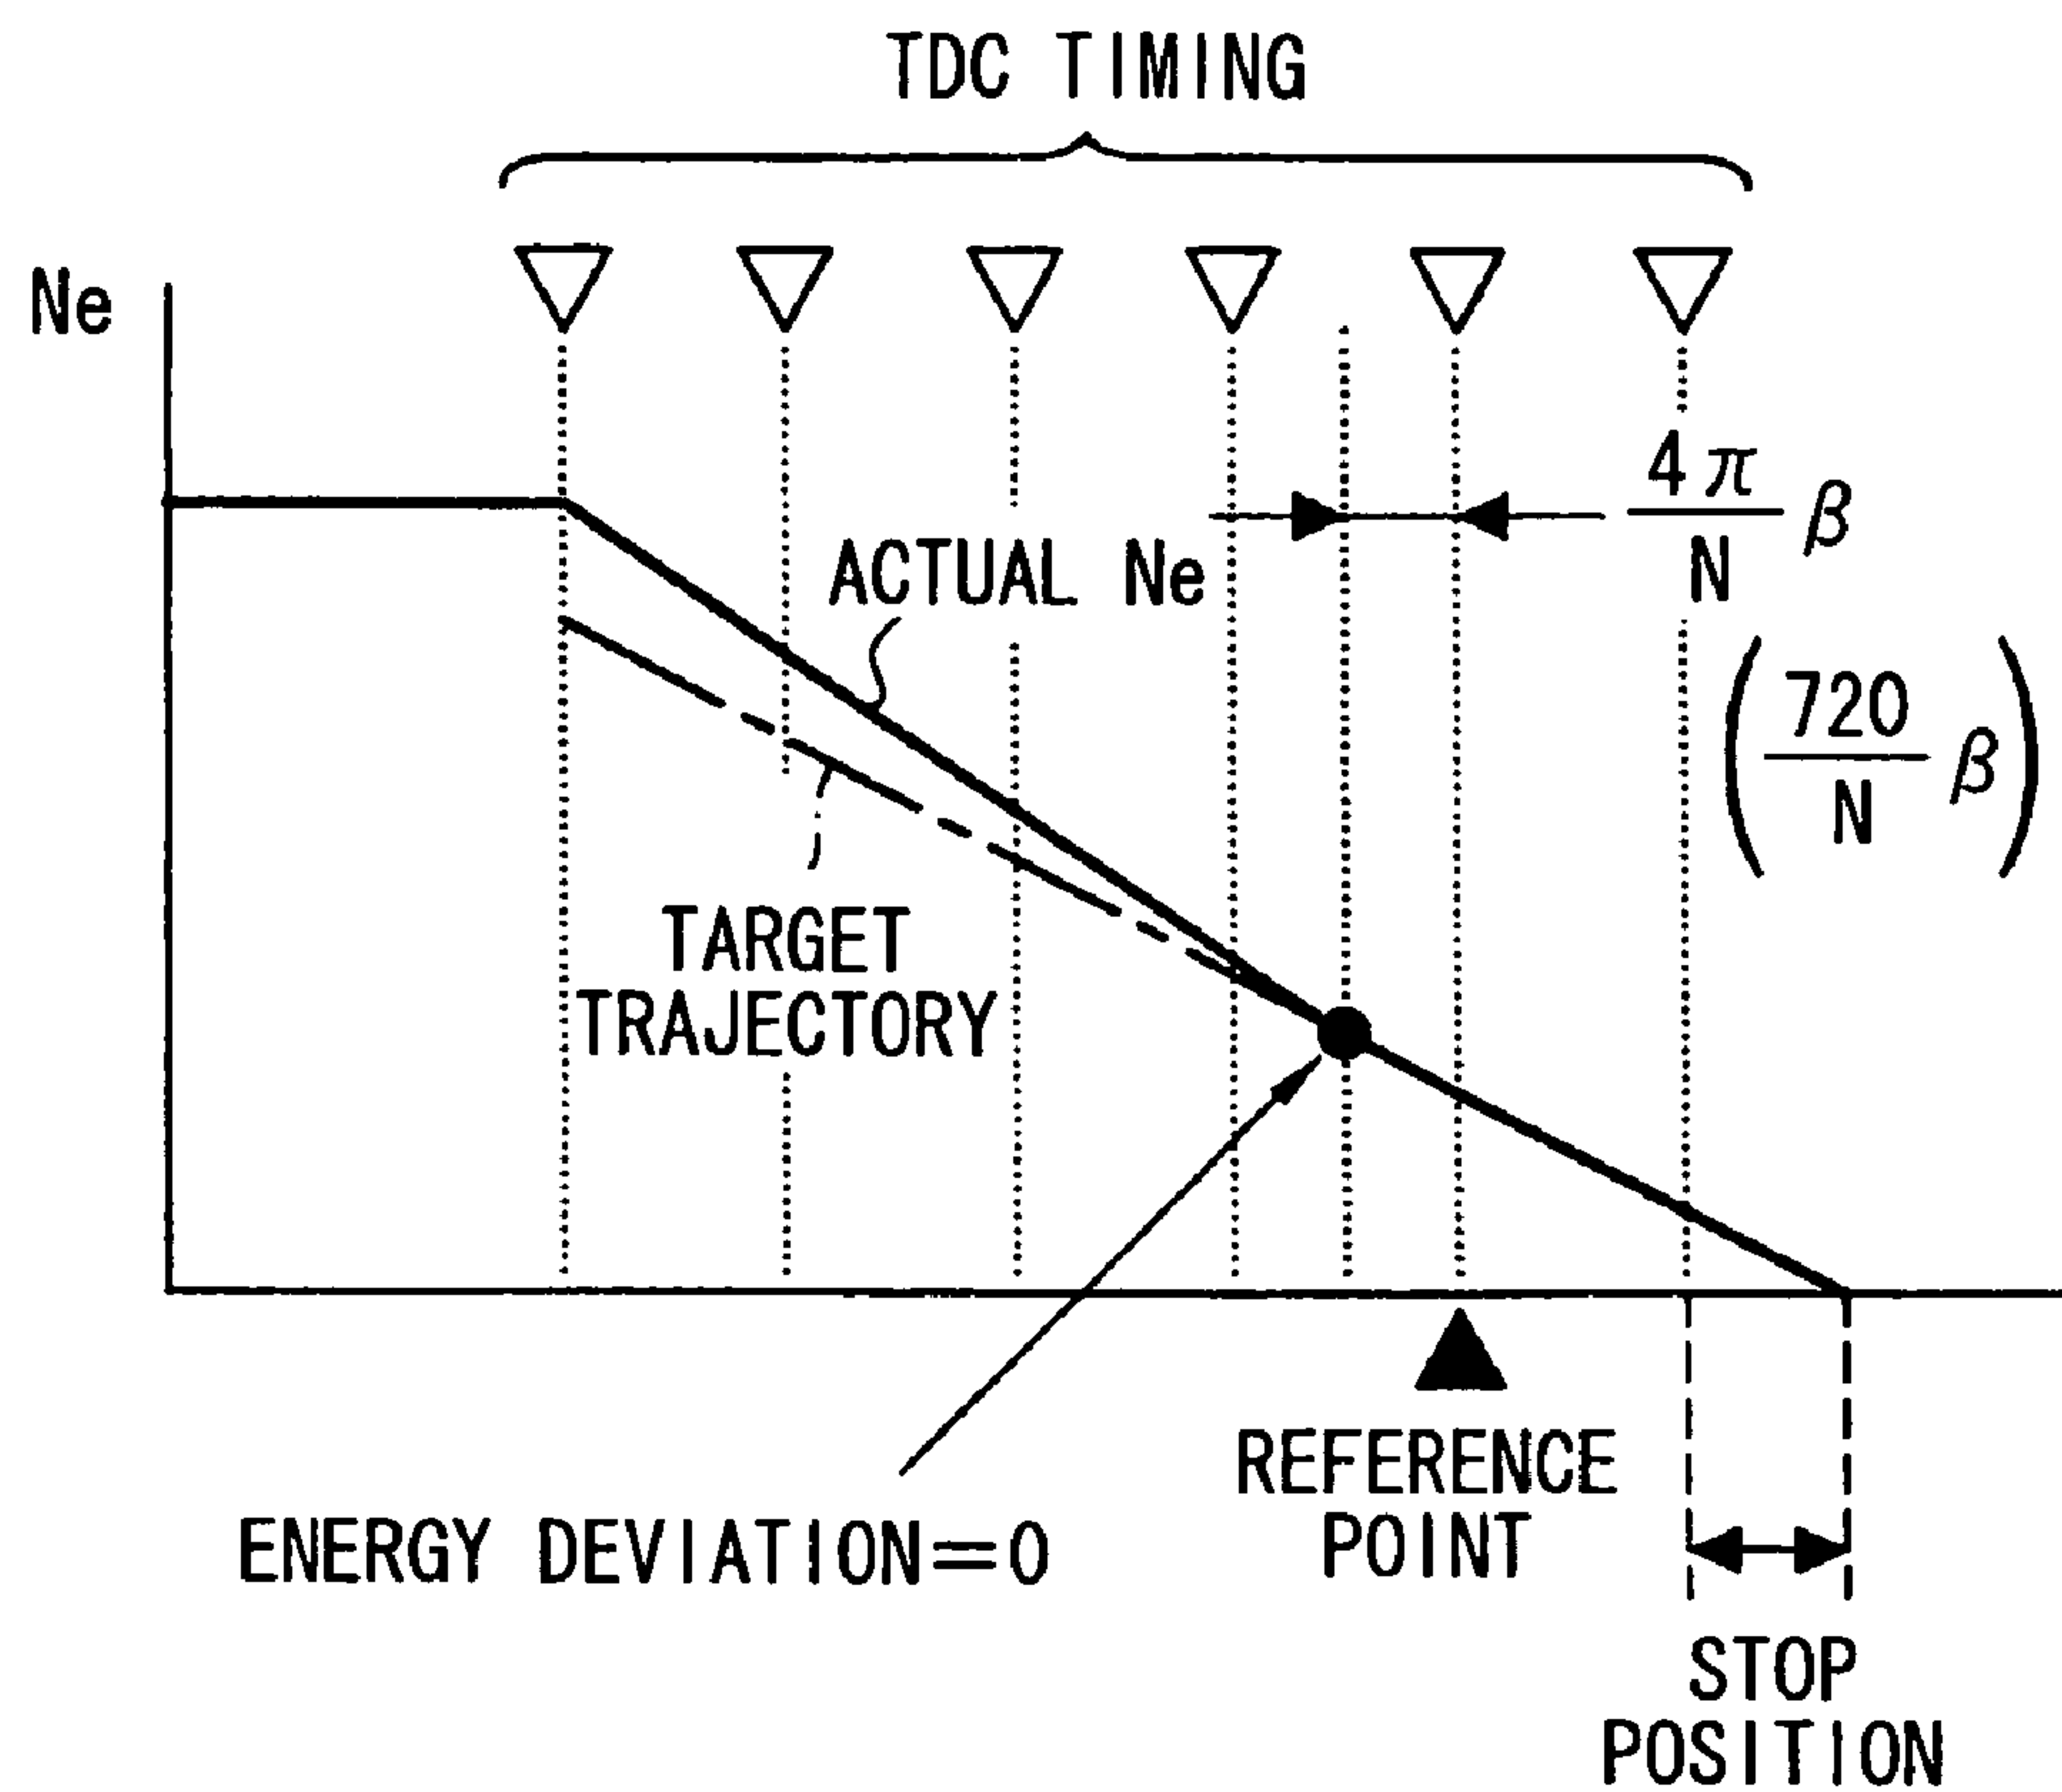 TDC TIMING
Ne
4π
N
β
ACTUAL Ne
(720
N
β)
TARGET
TRAJECTORY
REFERENCE
POINT
ENERGY DEVIATION=0
STOP
POSITION